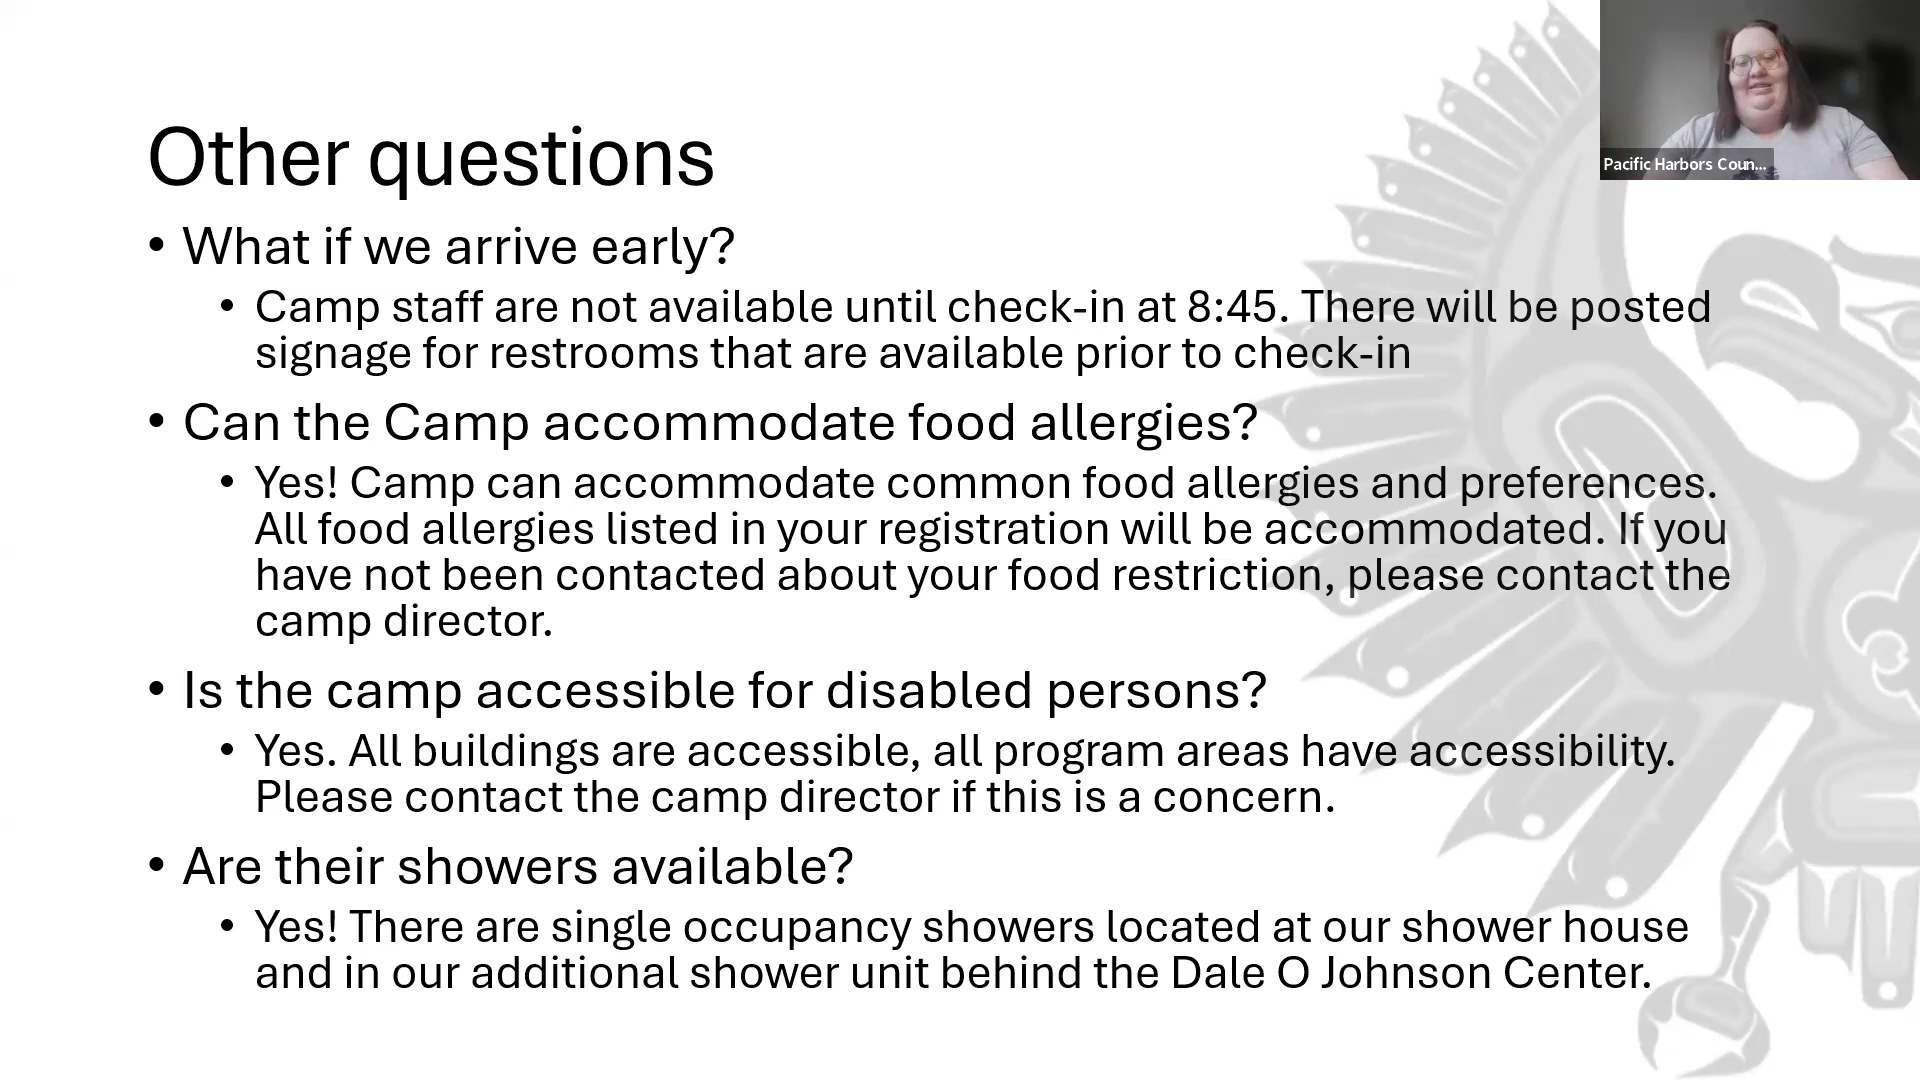 Pacific Harbors Coun...
Other questions
• What if we arrive early?
• Camp staff are not available until check-in at 8:45. There will be posted
signage for restrooms that are available prior to check-in
• Can the Camp accommodate food allergies?
• Yes! Camp can accommodate common food allergies and preferences.
All food allergies listed in your registration will be accommodated. If you
have not been contacted about your food restriction, please contact the
camp director.
• Is the camp accessible for disabled persons?
• Yes. All buildings are accessible, all program areas have accessibility.
Please contact the camp director if this is a concern.
• Are their showers available?
• Yes! There are single occupancy showers located at our shower house
and in our additional shower unit behind the Dale O Johnson Center.